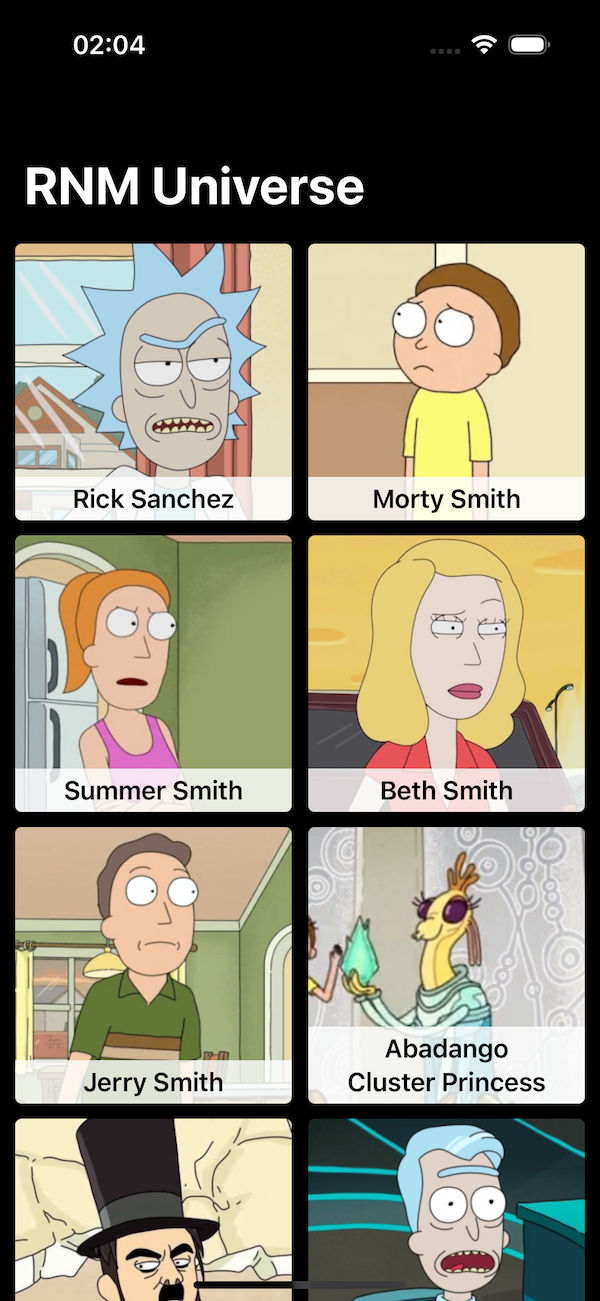 02:04
RNM Universe
Rick Sanchez
Morty Smith
Summer Smith
Beth Smith
Jerry Smith
Abadango
Cluster Princess